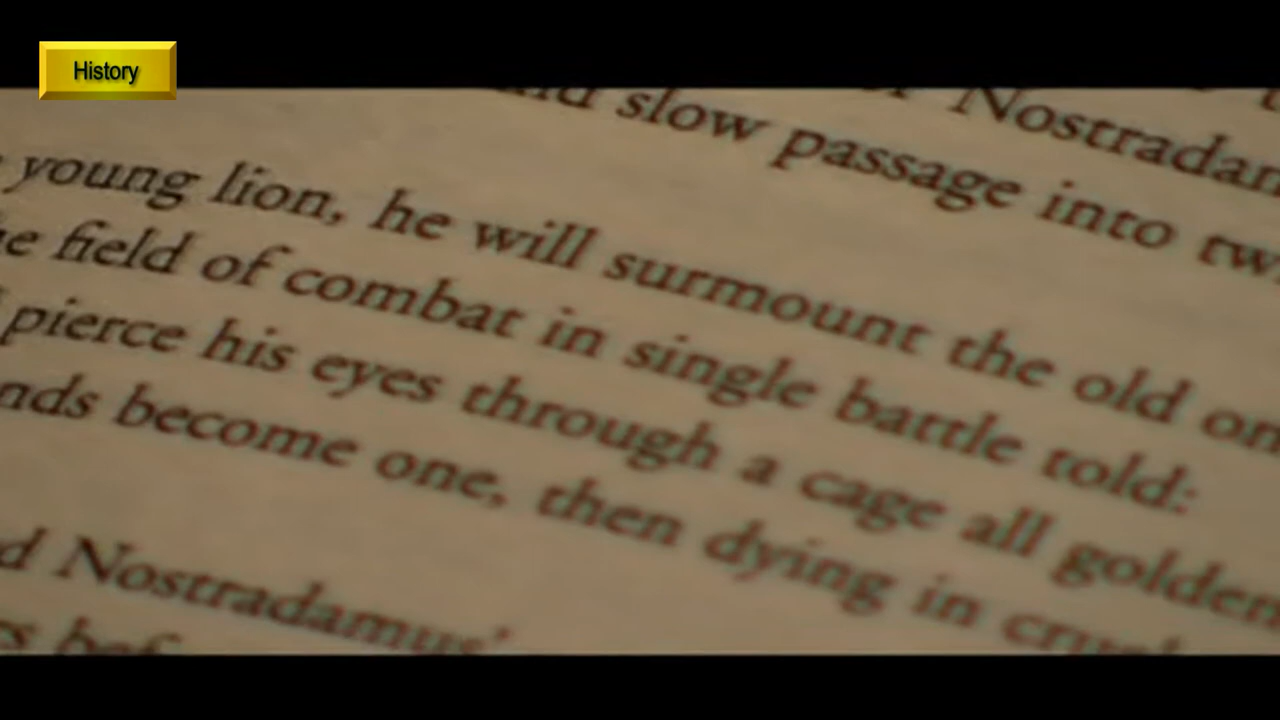 History
slow passage into
Nostradam
young lion, he will surmount the old
field of combat in single battle told:
pierce his eyes through a cage all golden
become one, then dying in
Nostradamus'